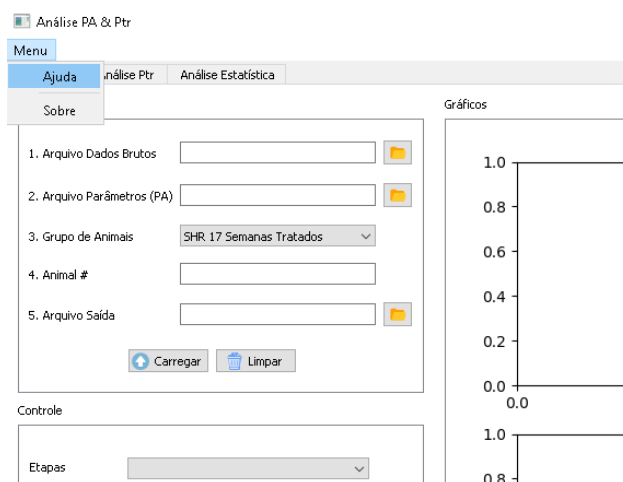 Análise PA & Ptr
Menu
Ajuda
nálise Ptr
Análise Estatística
Sobre
Gráficos
1. Arquivo Dados Brutos
2. Arquivo Parâmetros (PA)
3. Grupo de Animais
SHR 17 Semanas Tratados
4. Animal #
5. Arquivo Saída
Carregar
Limpar
1.0
0.8
0.6
0.4
0.2
0.0
0.0
Controle
Etapas
1.0
0.8